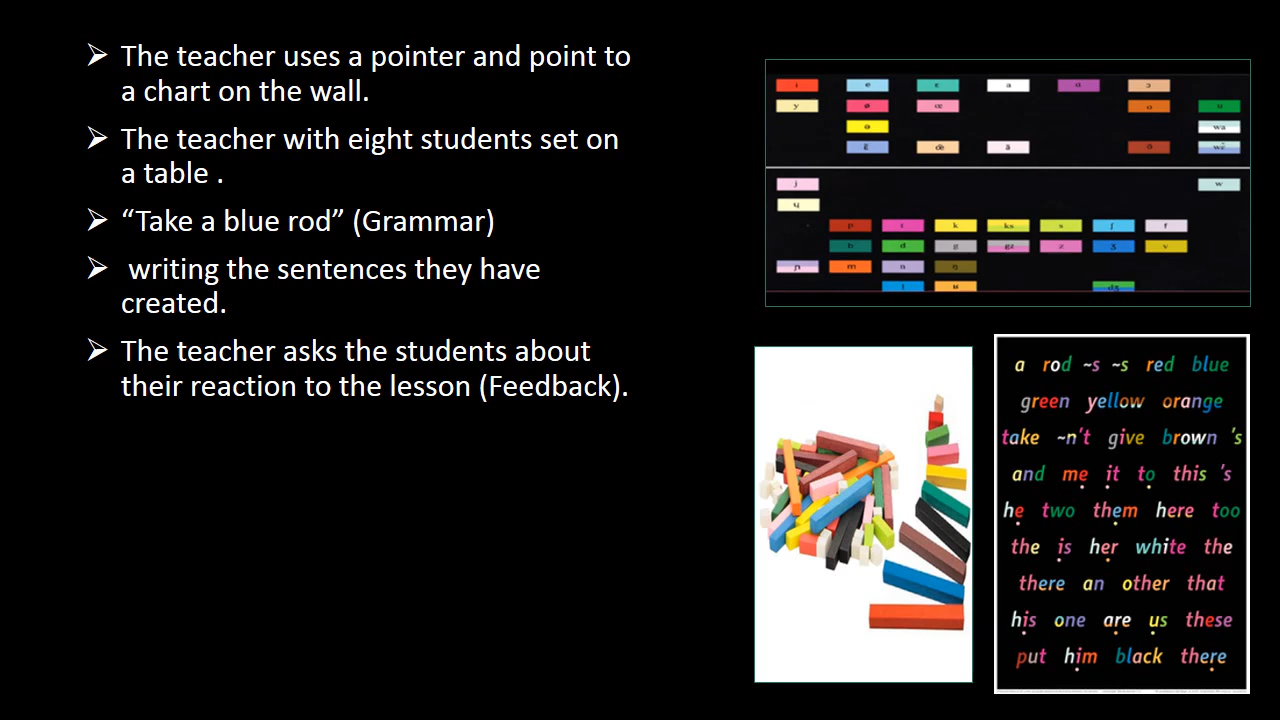 ➢ The teacher uses a pointer and point to
a chart on the wall.
➢ The teacher with eight students set on
a table .
➢ “Take a blue rod” (Grammar)
➢ writing the sentences they have
created.
➢ The teacher asks the students about
their reaction to the lesson (Feedback).
e ɛ a ɑ ɔ
y ø œ o u
ə wa
ɑ̃
j w
ɥ
p t k ks s ʃ f
b d g gz z ʒ v
ɲ m n ŋ
l dʒ
a rod ~s ~s red blue
green yellow orange
take ~n't give brown 's
and me it to this 's
he two them here too
the is her white the
there an other that
his one are us these
put him black there